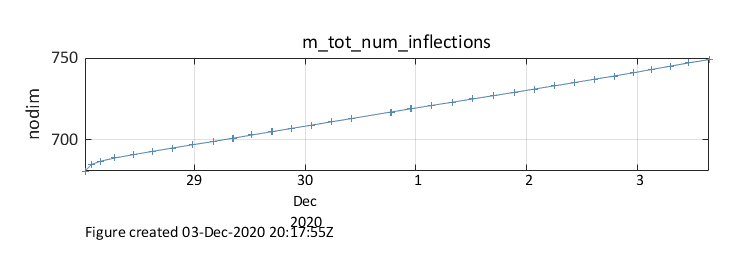 m_tot_num_inflections
750
700
nodim
29 30 1 2 3
Dec
2020
Figure created 03-Dec-2020 20:17:55Z